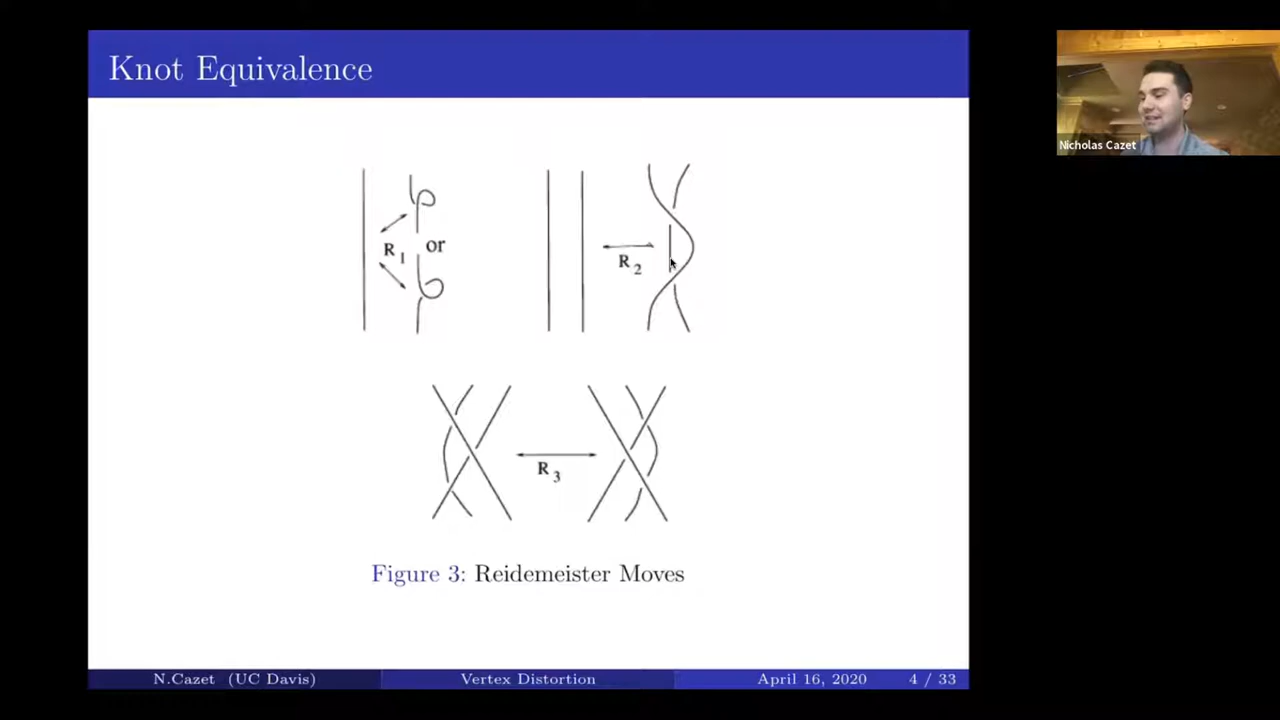 Knot Equivalence
Nicholas Cazet
R1 or
R2
R3
Figure 3: Reidemeister Moves
N.Cazet (UC Davis) Vertex Distortion April 16, 2020 4 / 33